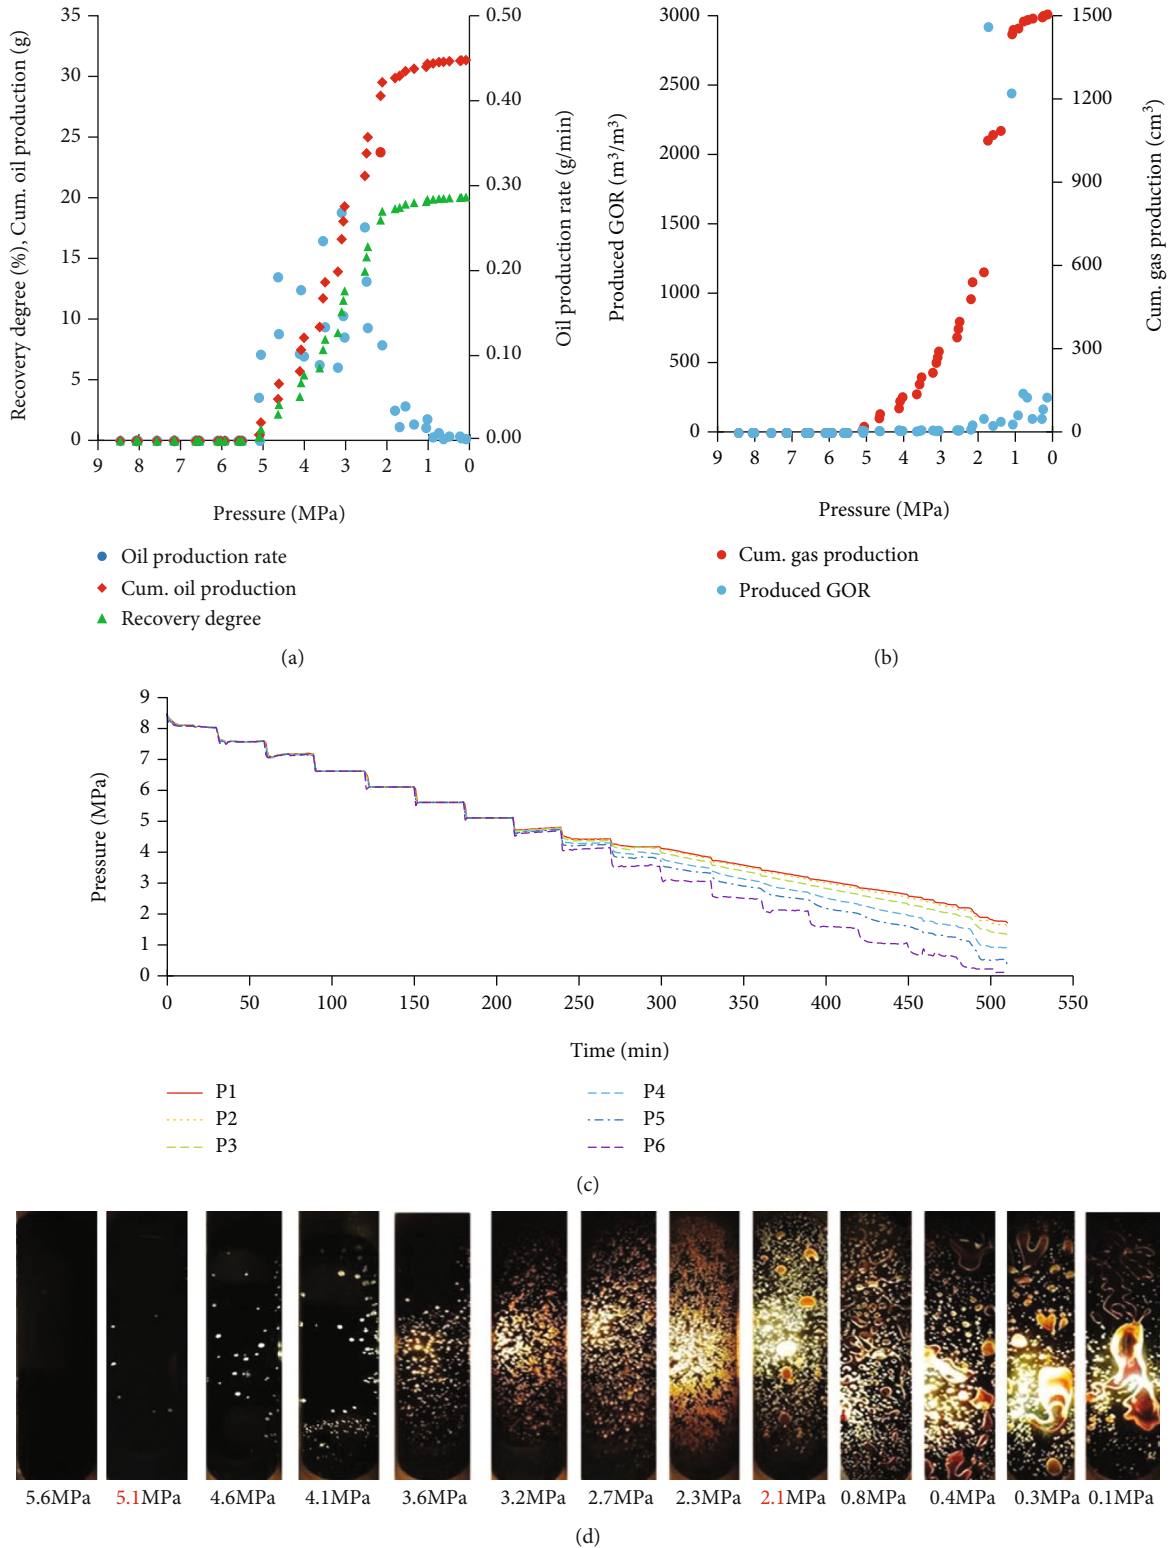 Recovery degree (%), Cum. oil production (g)
35
30
25
20
15
10
5
0
9 8 7 6 5 4 3 2 1 0
Pressure (MPa)
0.50
0.40
0.30
0.20
0.10
0.00
Oil production rate (g/min)
Oil production rate
Cum. oil production
Recovery degree
(a)
Produced GOR (m³/m³)
3000
2500
2000
1500
1000
500
0
9 8 7 6 5 4 3 2 1 0
Pressure (MPa)
1500
1200
900
600
300
0
Cum. gas production (cm³)
Cum. gas production
Produced GOR
(b)
Pressure (MPa)
9
8
7
6
5
4
3
2
1
0
0 50 100 150 200 250 300 350 400 450 500 550
Time (min)
P1
P2
P3
P4
P5
P6
(c)
5.6MPa 5.1MPa 4.6MPa 4.1MPa 3.6MPa 3.2MPa 2.7MPa 2.3MPa 2.1MPa 0.8MPa 0.4MPa 0.3MPa 0.1MPa
(d)